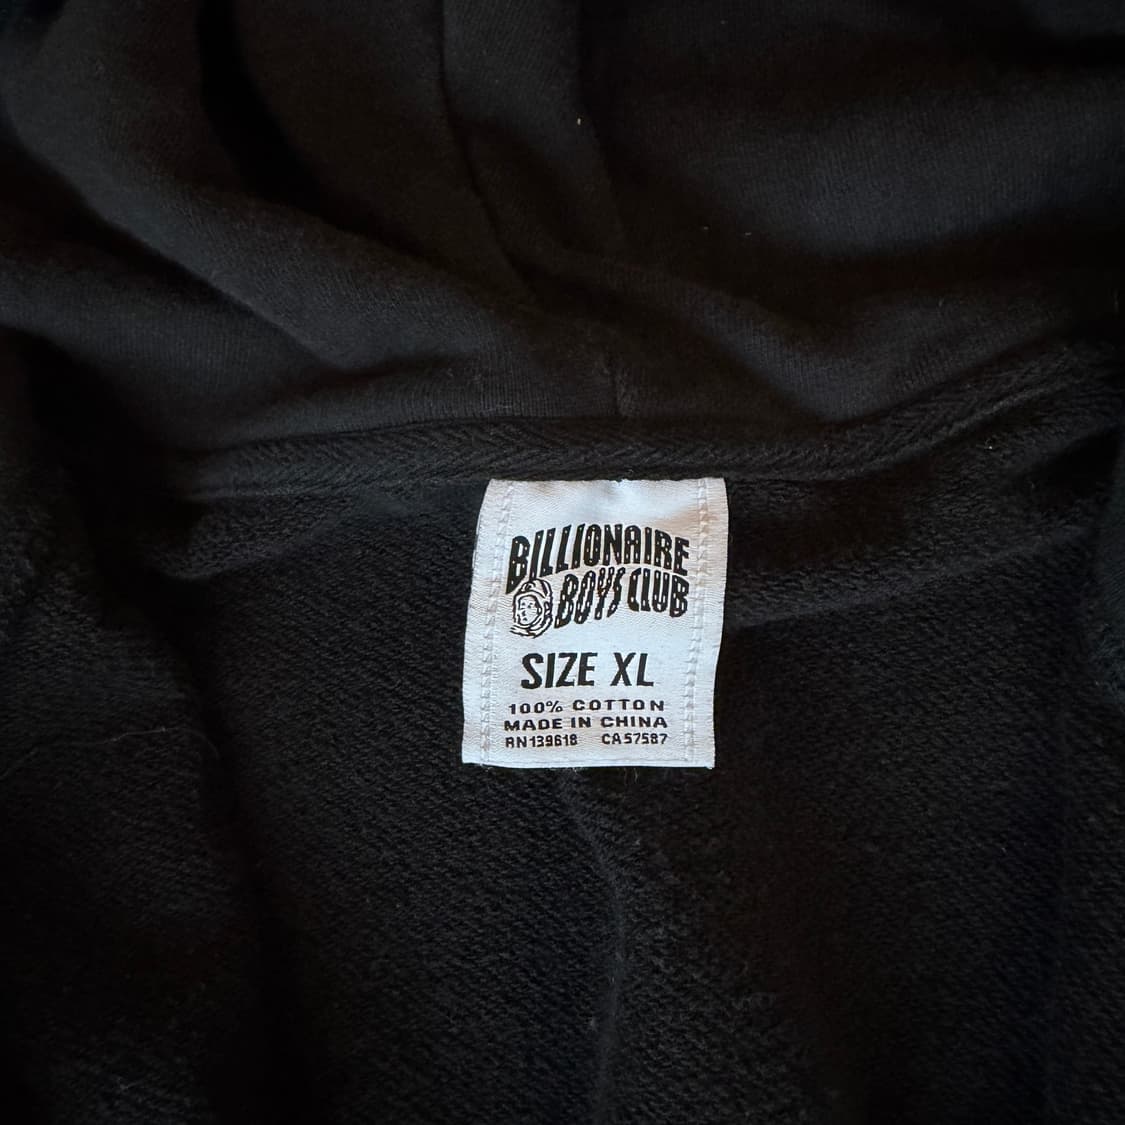 BILLIONAIRE
BOYS CLUB
SIZE XL
100% COTTON
MADE IN CHINA
RN139618 CA57587